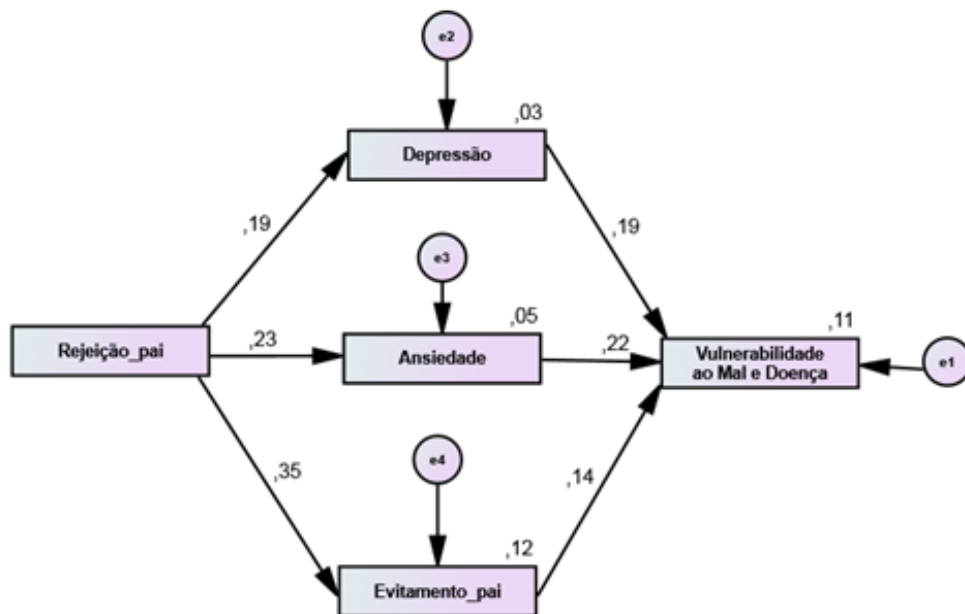 e2
,03
Depressão
,19
,19
e3
,05
,11
Rejeição_pai
,23
Ansiedade
,22
Vulnerabilidade
ao Mal e Doença
e1
e4
,35
,14
,12
Evitamento_pai